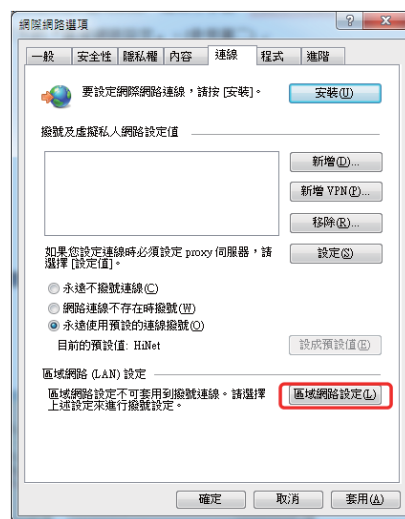 網際網路選項
一般 安全性 隱私權 內容 連線 程式 進階
要設定網際網路連線，請按 [安裝]。 安裝(U)
撥號及虛擬私人網路設定值
新增(D)...
新增 VPN(P)...
移除(R)...
如果您設定連線時必須設定 proxy 伺服器，請 設定(S)
選擇 [設定值]。
永遠不撥號連線(C)
網路連線不存在時撥號(W)
永遠使用預設的連線撥號(O)
目前的預設值: HiNet 設成預設值(E)
區域網路 (LAN) 設定
區域網路設定不可套用到撥號連線。請選擇 區域網路設定(L)
上述設定來進行撥號設定。
確定 取消 套用(A)